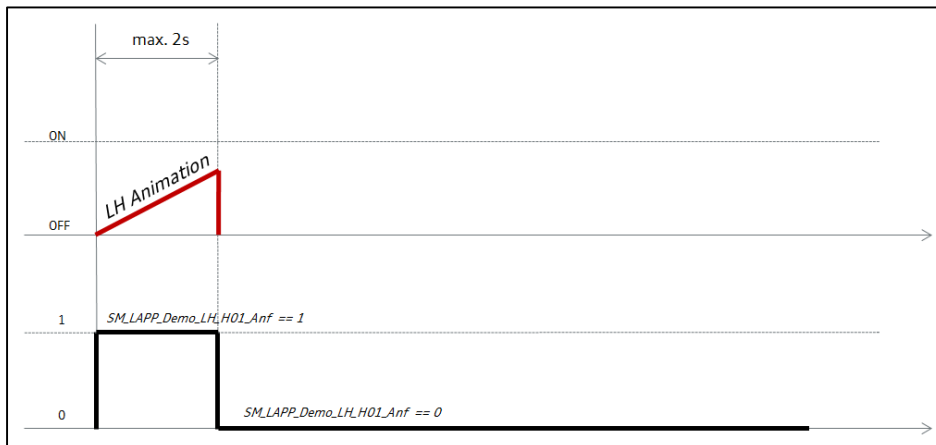 max. 2s
ON
LH Animation
OFF
1
SM_LAPP_Demo_LH_H01_Anf == 1
0
SM_LAPP_Demo_LH_H01_Anf == 0